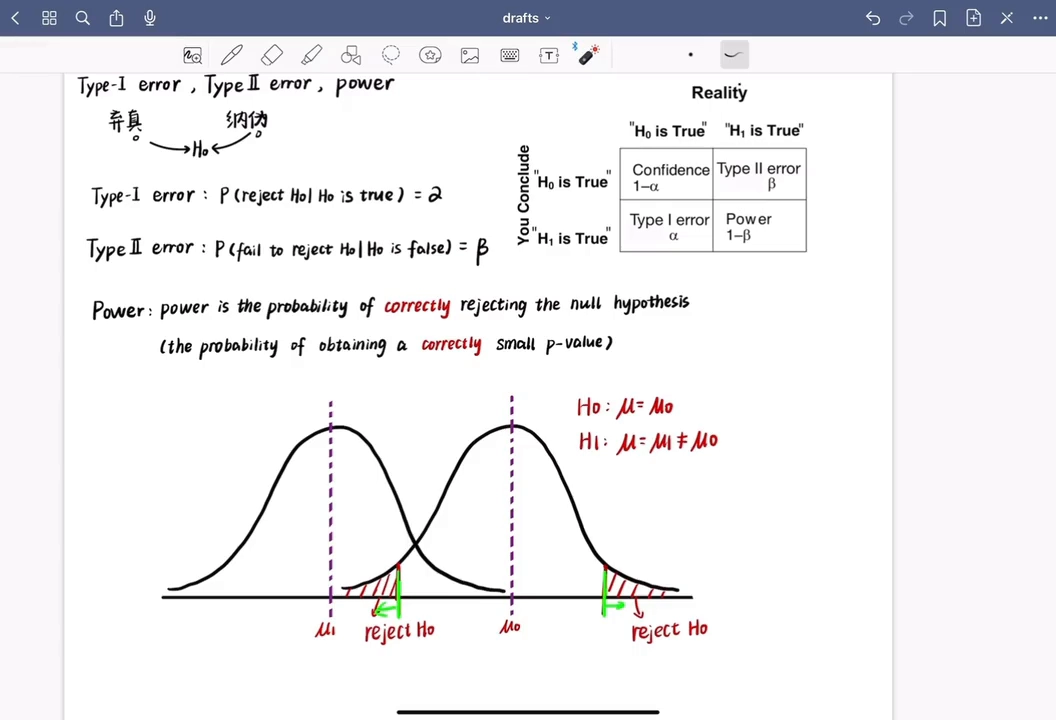 drafts
Type-I error, Type II error, power
弃真 纳伪
H₀
Type-I error: P(reject H₀| H₀ is true) = α
Type II error: P(fail to reject H₀| H₀ is false) = β
Reality
"H₀ is True" "H₁ is True"
You Conclude
"H₀ is True" Confidence 1-α Type II error β
"H₁ is True" Type I error α Power 1-β
Power: power is the probability of correctly rejecting the null hypothesis
(the probability of obtaining a correctly small p-value)
H₀: μ = μ₀
H₁: μ = μ₁ ≠ μ₀
μ₁ reject H₀ μ₀ reject H₀